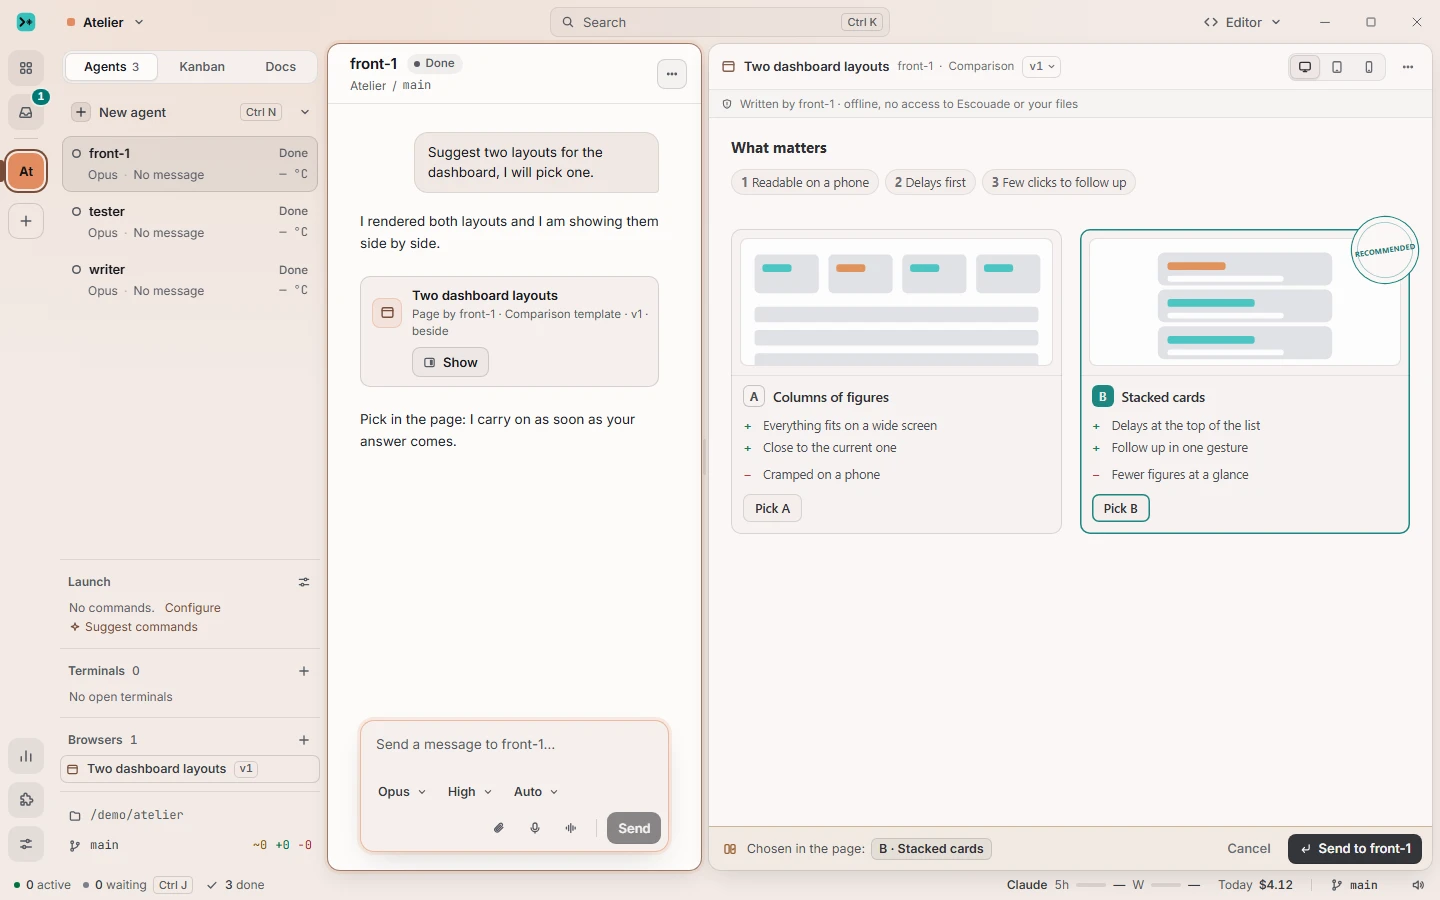 Atelier
Search
Ctrl K
Editor
Agents 3
Kanban
Docs
1
New agent
Ctrl N
At
front-1
Done
Opus · No message
– °C
tester
Done
Opus · No message
– °C
writer
Done
Opus · No message
– °C
Launch
No commands. Configure
Suggest commands
Terminals 0
No open terminals
Browsers 1
Two dashboard layouts v1
/demo/atelier
main
~0 +0 -0
front-1
Done
Atelier / main
Suggest two layouts for the
dashboard, I will pick one.
I rendered both layouts and I am showing them
side by side.
Two dashboard layouts
Page by front-1 · Comparison template · v1 ·
beside
Show
Pick in the page: I carry on as soon as your
answer comes.
Send a message to front-1...
Opus
High
Auto
Send
Two dashboard layouts
front-1 · Comparison
v1
Written by front-1 · offline, no access to Escouade or your files
What matters
1 Readable on a phone
2 Delays first
3 Few clicks to follow up
RECOMMENDED
A Columns of figures
+ Everything fits on a wide screen
+ Close to the current one
– Cramped on a phone
Pick A
B Stacked cards
+ Delays at the top of the list
+ Follow up in one gesture
– Fewer figures at a glance
Pick B
Chosen in the page: B · Stacked cards
Cancel
Send to front-1
0 active
0 waiting
Ctrl J
3 done
Claude 5h — W —
Today $4.12
main